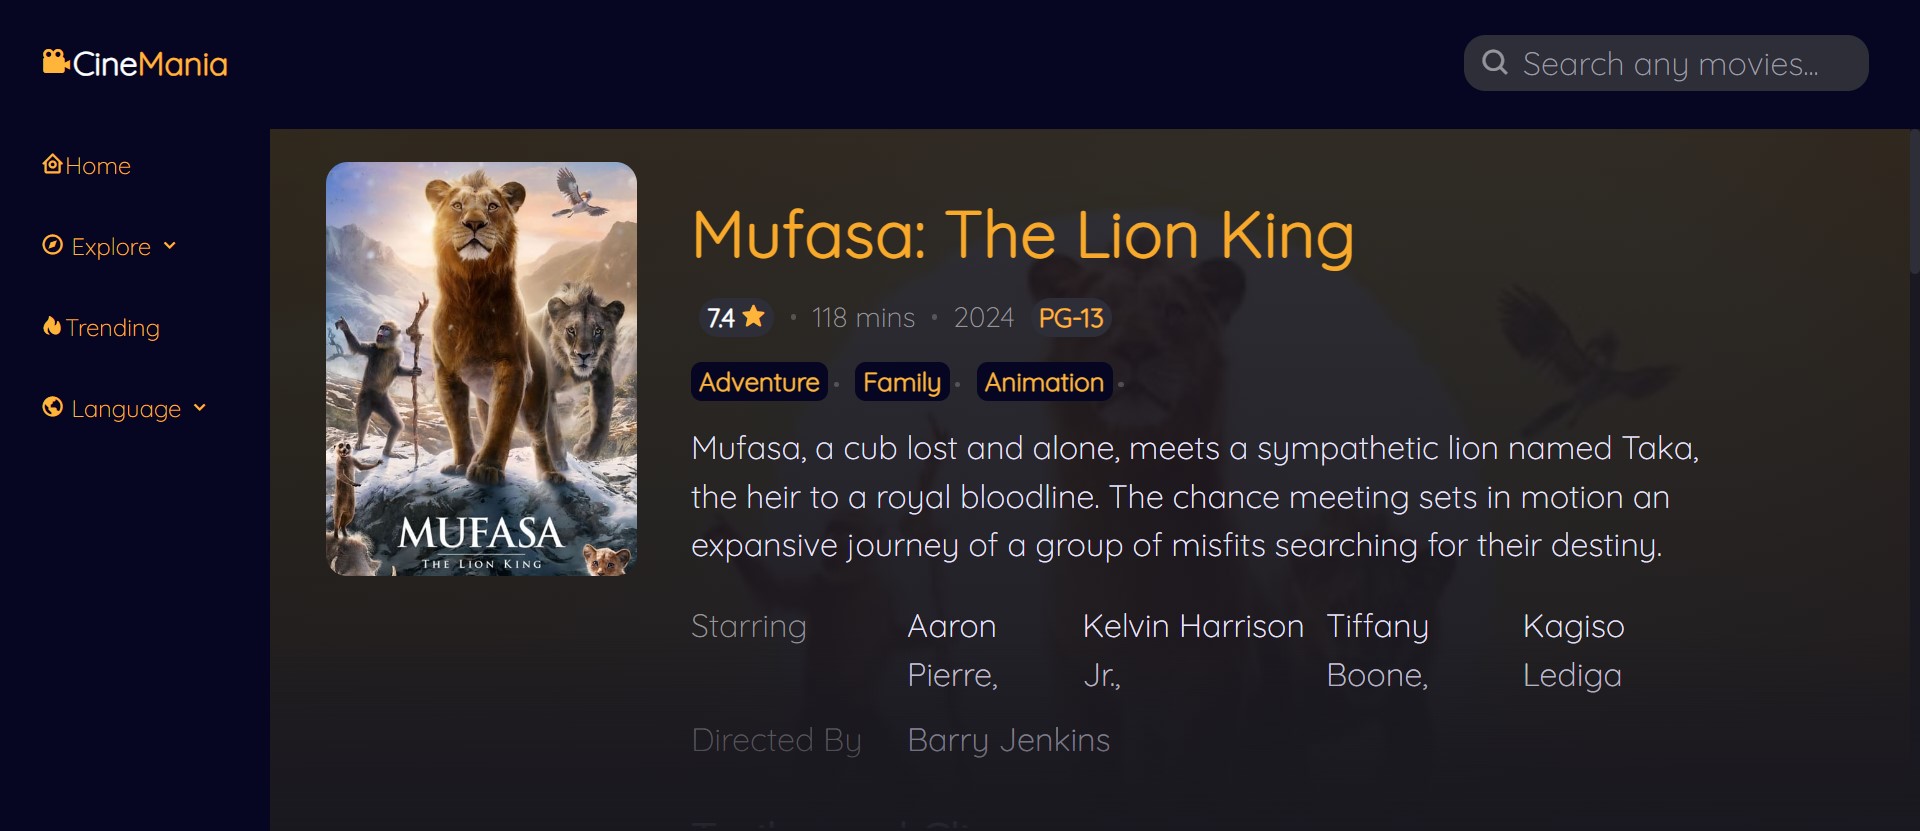 CineMania
Search any movies...
Home
Explore
Trending
Language
MUFASA
THE LION KING
Mufasa: The Lion King
7.4 • 118 mins • 2024 PG-13
Adventure • Family • Animation •
Mufasa, a cub lost and alone, meets a sympathetic lion named Taka,
the heir to a royal bloodline. The chance meeting sets in motion an
expansive journey of a group of misfits searching for their destiny.
Starring Aaron Kelvin Harrison Tiffany Kagiso
Pierre, Jr., Boone, Lediga
Directed By Barry Jenkins